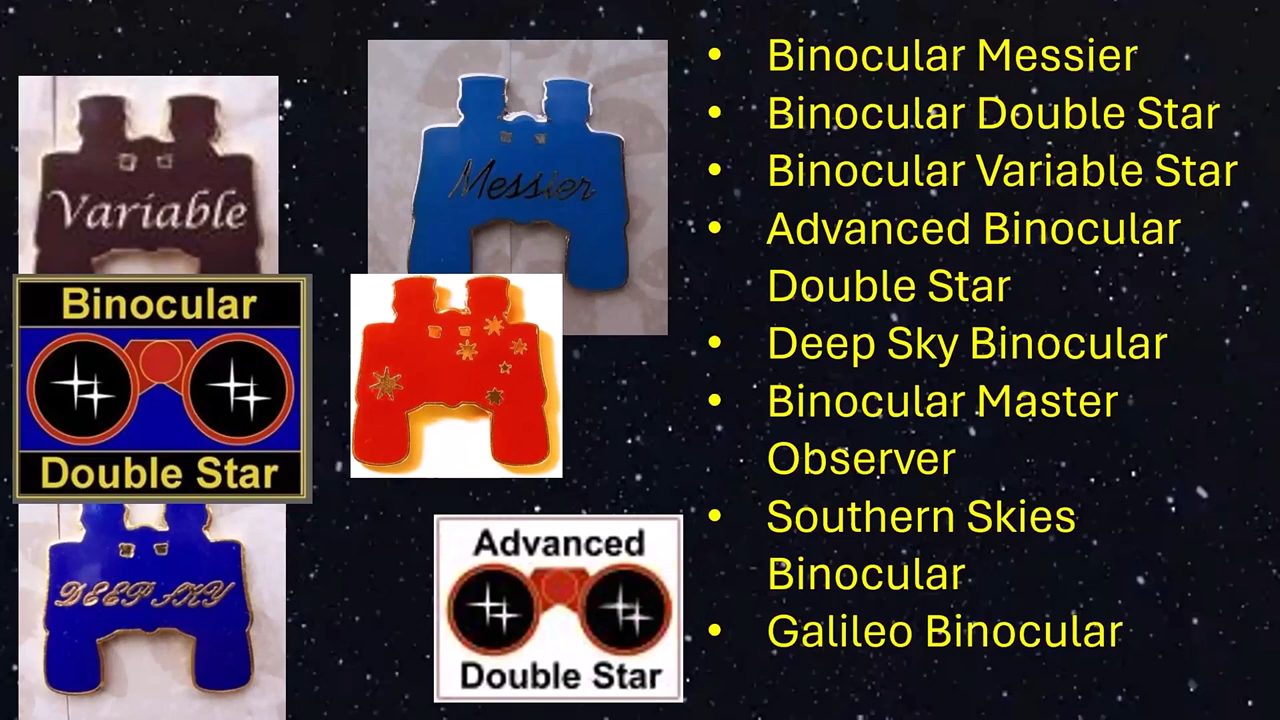 Variable
Messier
Binocular
Double Star
DEEP SKY
Advanced
Double Star
• Binocular Messier
• Binocular Double Star
• Binocular Variable Star
• Advanced Binocular
Double Star
• Deep Sky Binocular
• Binocular Master
Observer
• Southern Skies
Binocular
• Galileo Binocular